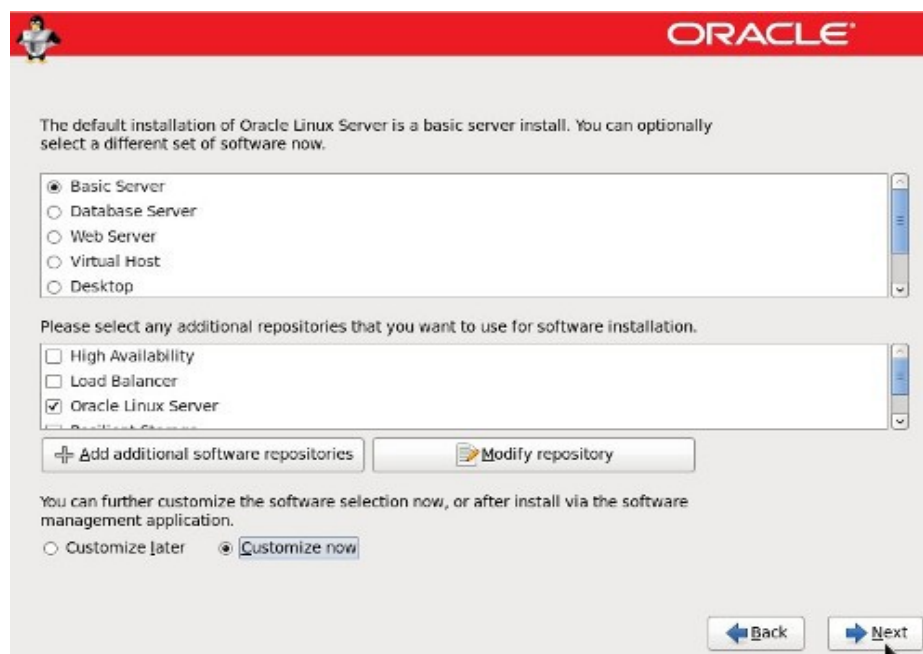 ORACLE
The default installation of Oracle Linux Server is a basic server install. You can optionally
select a different set of software now.
Basic Server
Database Server
Web Server
Virtual Host
Desktop
Please select any additional repositories that you want to use for software installation.
High Availability
Load Balancer
Oracle Linux Server
Resilient Storage
Add additional software repositories
Modify repository
You can further customize the software selection now, or after install via the software
management application.
Customize later
Customize now
Back
Next